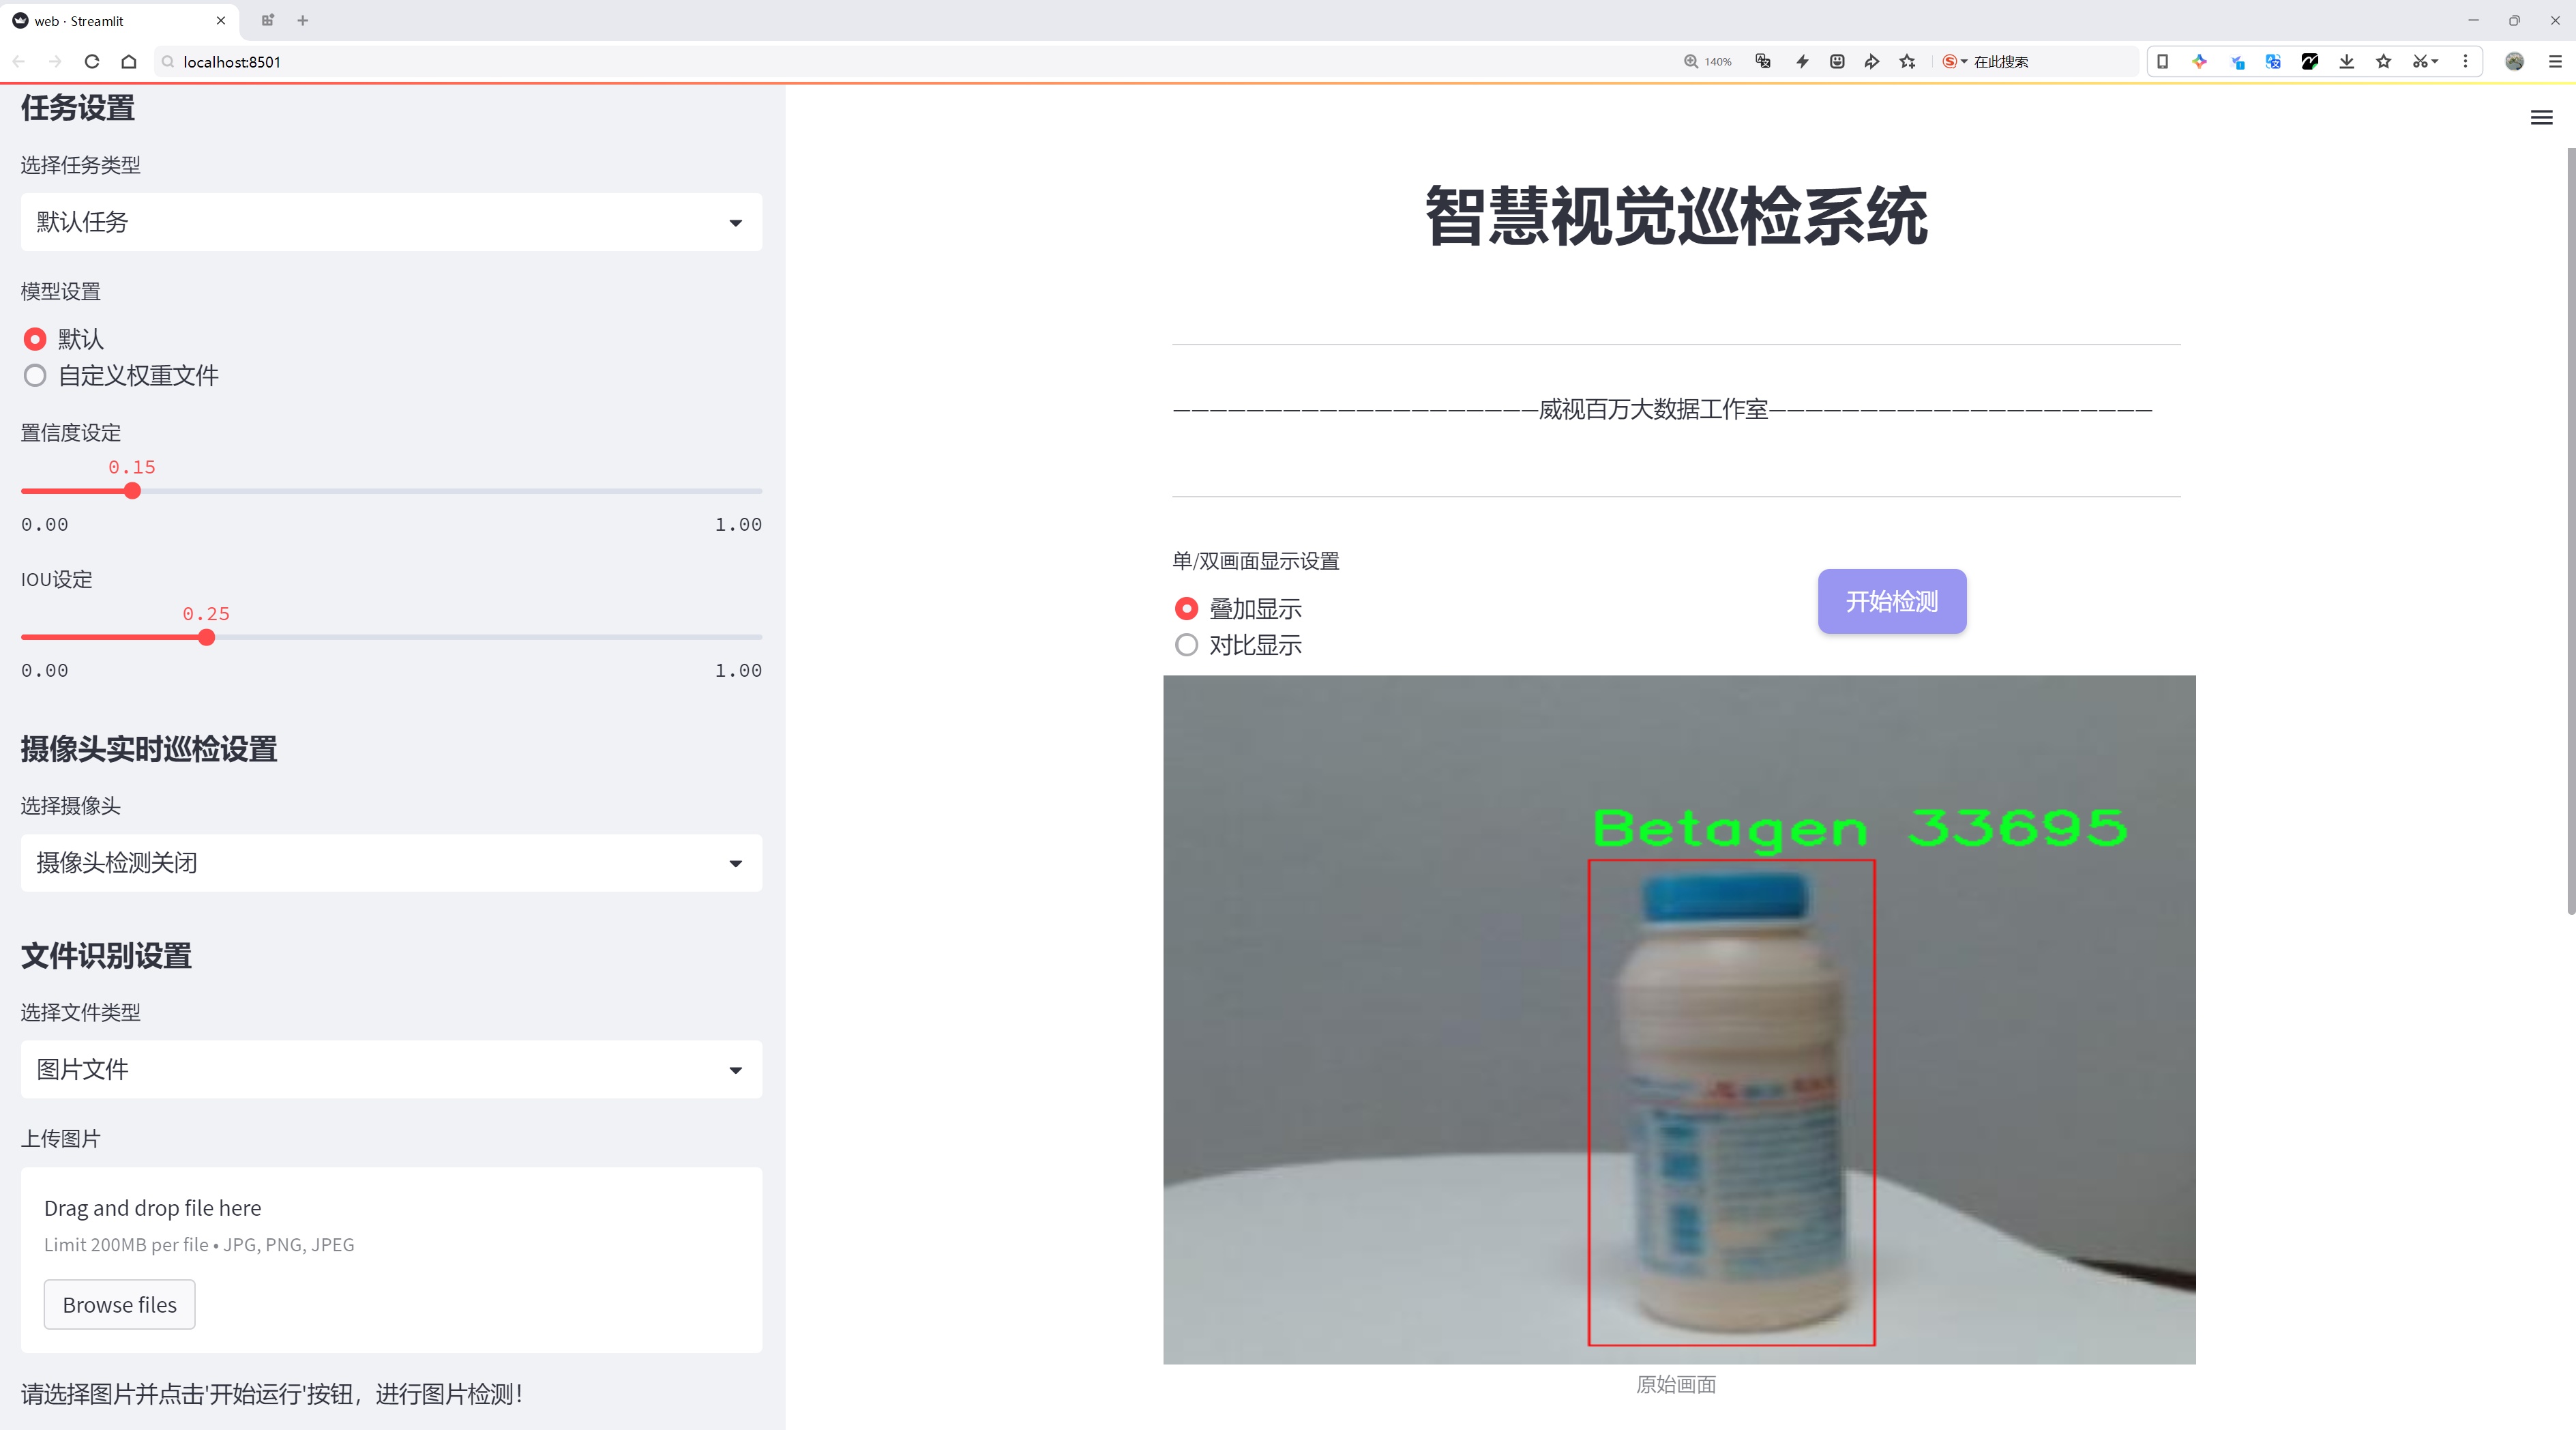 web · Streamlit
localhost:8501
140%
在此搜索
任务设置
选择任务类型
默认任务
模型设置
默认
自定义权重文件
置信度设定
0.15
0.00 1.00
IOU设定
0.25
0.00 1.00
摄像头实时巡检设置
选择摄像头
摄像头检测关闭
文件识别设置
选择文件类型
图片文件
上传图片
Drag and drop file here
Limit 200MB per file • JPG, PNG, JPEG
Browse files
请选择图片并点击'开始运行'按钮，进行图片检测！
智慧视觉巡检系统
—————————————————————威视百万大数据工作室——————————————————————
单/双画面显示设置
叠加显示
对比显示
开始检测
Betagen 33695
原始画面